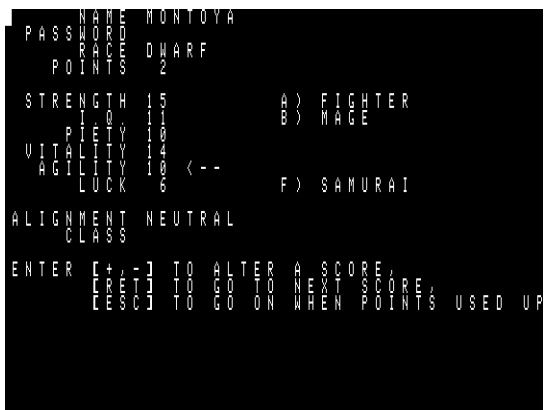 NAME MONTOYA
PASSWORD
RACE DWARF
POINTS 2
STRENGTH 15 A) FIGHTER
I.Q. 11 B) MAGE
PIETY 10
VITALITY 14
AGILITY 10 <--
LUCK 6 F) SAMURAI
ALIGNMENT NEUTRAL
CLASS
ENTER [+,-] TO ALTER A SCORE,
[RET] TO GO TO NEXT SCORE,
[ESC] TO GO ON WHEN POINTS USED UP